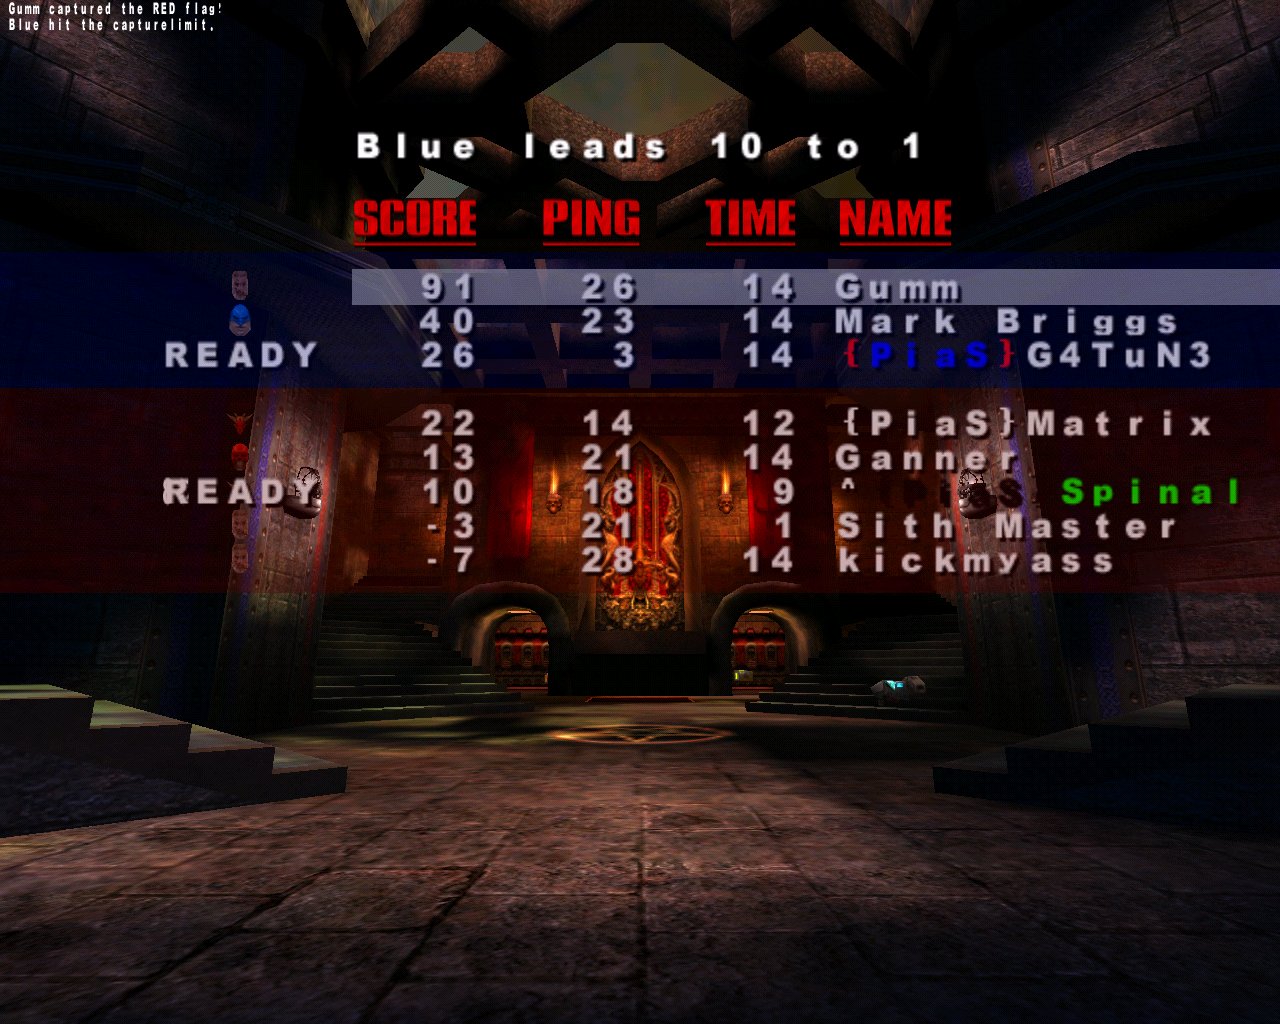 Gumm captured the RED flag!
Blue hit the capturelimit.
Blue leads 10 to 1
SCORE PING TIME NAME
91 26 14 Gumm
40 23 14 Mark Briggs
READY 26 3 14 {PiaS}G4TuN3
22 14 12 {PiaS}Matrix
13 21 14 Ganner
READY 10 18 9 ^ PiaS Spinal
-3 21 1 Sith Master
-7 28 14 kickmyass